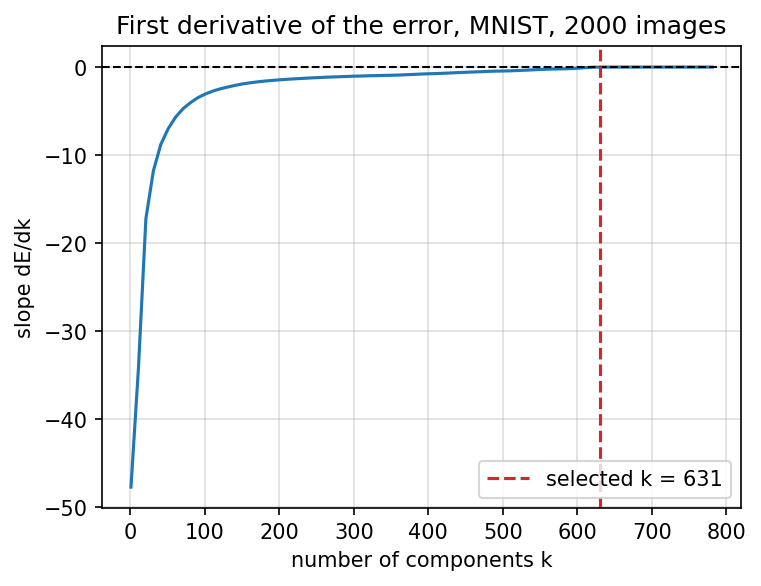 First derivative of the error, MNIST, 2000 images
slope dE/dk
0
−10
−20
−30
−40
−50
selected k = 631
0 100 200 300 400 500 600 700 800
number of components k